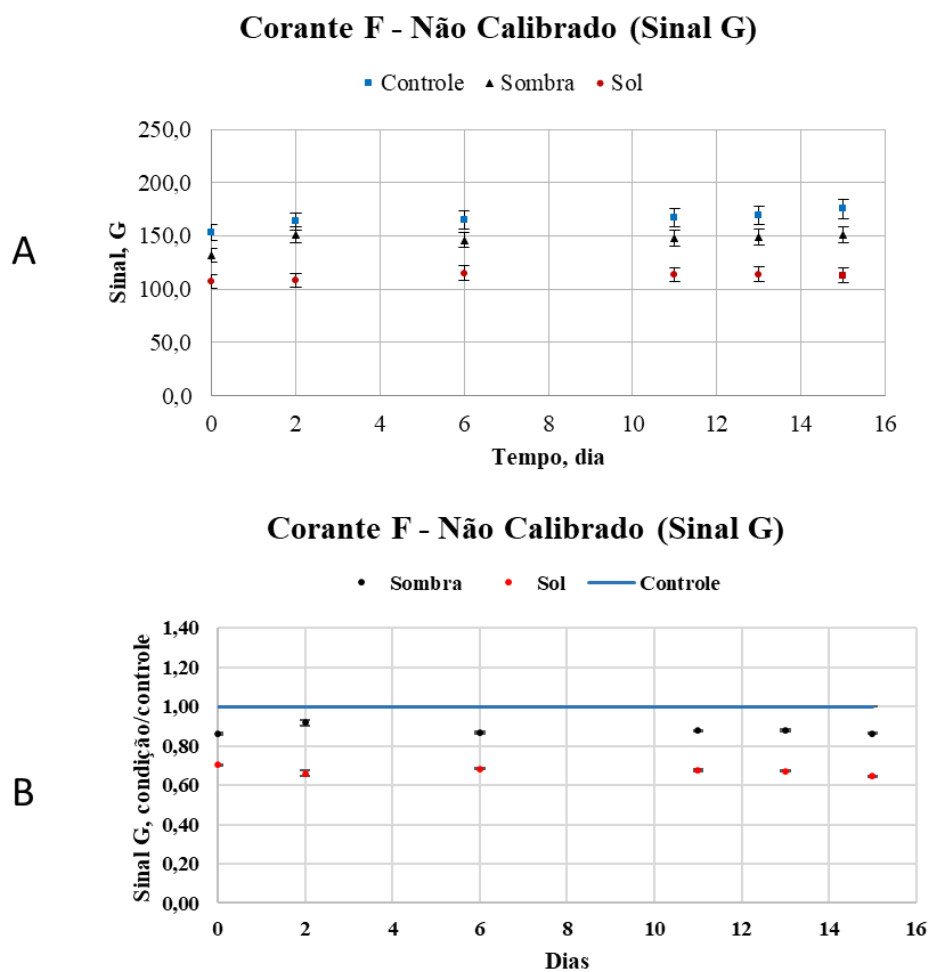 Corante F - Não Calibrado (Sinal G)
Controle Sombra Sol
A
Sinal, G
250,0
200,0
150,0
100,0
50,0
0,0
0 2 4 6 8 10 12 14 16
Tempo, dia
Corante F - Não Calibrado (Sinal G)
Sombra Sol Controle
B
Sinal G, condição/controle
1,40
1,20
1,00
0,80
0,60
0,40
0,20
0,00
0 2 4 6 8 10 12 14 16
Dias